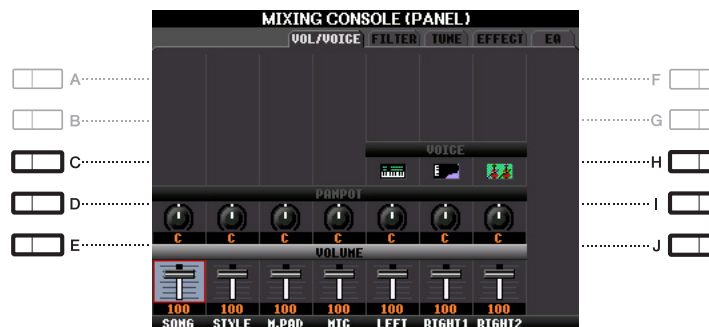 MIXING CONSOLE (PANEL)
VOL/VOICE FILTER TUNE EFFECT EQ
A F
B G
VOICE
C H
PANPOT
D I
C C C C C C C
E J
VOLUME
100 100 100 100 100 100 100
SONG STYLE M.PAD MIC LEFT RIGHT1 RIGHT2